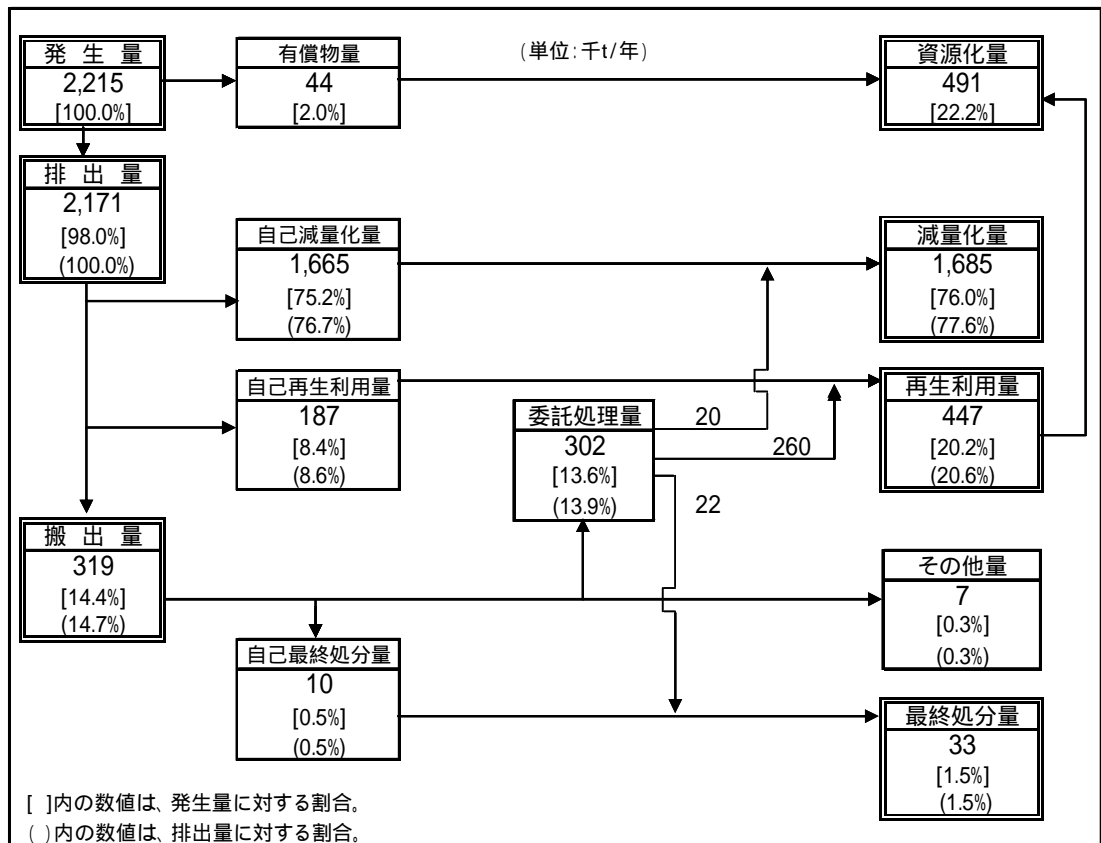 発 生 量
2,215
[100.0%]
有償物量
44
[2.0%]
(単位:千t/年)
資源化量
491
[22.2%]
排 出 量
2,171
[98.0%]
(100.0%)
自己減量化量
1,665
[75.2%]
(76.7%)
減量化量
1,685
[76.0%]
(77.6%)
自己再生利用量
187
[8.4%]
(8.6%)
委託処理量
302
[13.6%]
(13.9%)
20
260
22
再生利用量
447
[20.2%]
(20.6%)
搬 出 量
319
[14.4%]
(14.7%)
その他量
7
[0.3%]
(0.3%)
自己最終処分量
10
[0.5%]
(0.5%)
最終処分量
33
[1.5%]
(1.5%)
[ ]内の数値は、発生量に対する割合。
( )内の数値は、排出量に対する割合。